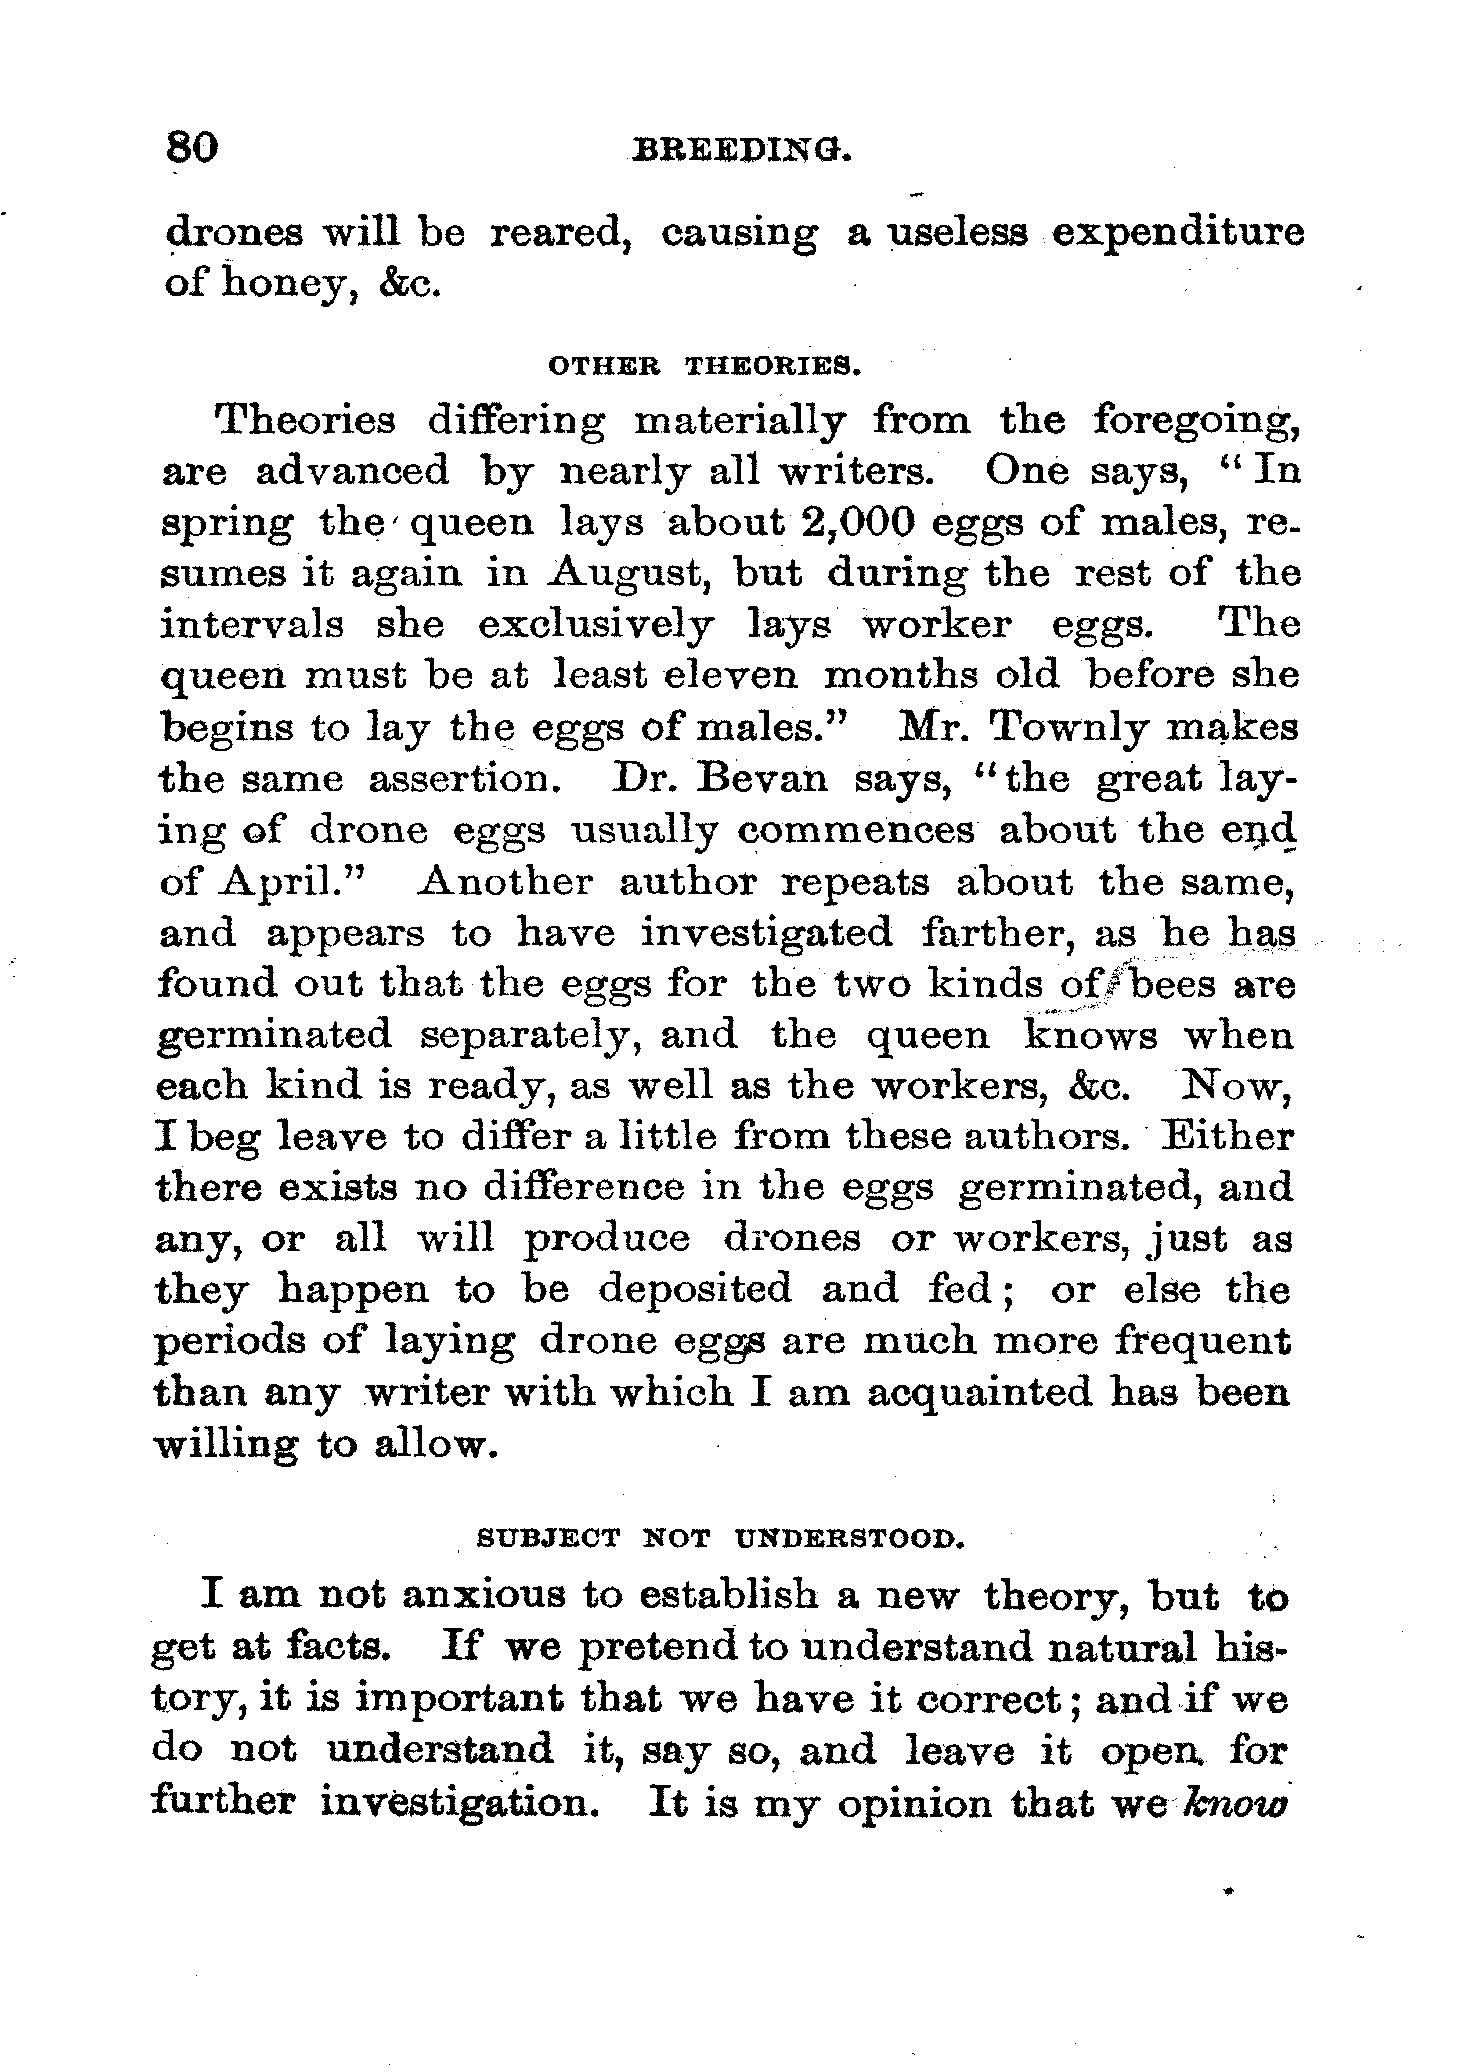 80 BREEDING.
drones will be reared, causing a useless expenditure
of honey, &c.
OTHER THEORIES.
Theories differing materially from the foregoing,
are advanced by nearly all writers. One says, “ In
spring the queen lays about 2,000 eggs of males, re-
sumes it again in August, but during the rest of the
intervals she exclusively lays worker eggs. The
queen must be at least eleven months old before she
begins to lay the eggs of males.” Mr. Townly makes
the same assertion. Dr. Bevan says, “the great lay-
ing of drone eggs usually commences about the end
of April.” Another author repeats about the same,
and appears to have investigated farther, as he has
found out that the eggs for the two kinds of bees are
germinated separately, and the queen knows when
each kind is ready, as well as the workers, &c. Now,
I beg leave to differ a little from these authors. Either
there exists no difference in the eggs germinated, and
any, or all will produce drones or workers, just as
they happen to be deposited and fed; or else the
periods of laying drone eggs are much more frequent
than any writer with which I am acquainted has been
willing to allow.
SUBJECT NOT UNDERSTOOD.
I am not anxious to establish a new theory, but to
get at facts. If we pretend to understand natural his-
tory, it is important that we have it correct; and if we
do not understand it, say so, and leave it open for
further investigation. It is my opinion that we know